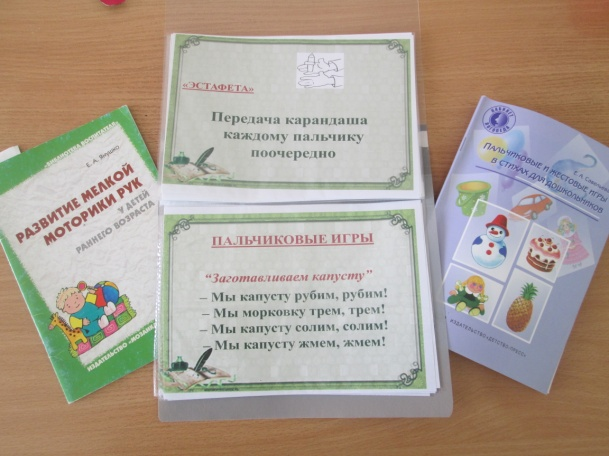 «БИБЛИОТЕКА ВОСПИТАТЕЛЯ»
Е. А. Янушко
РАЗВИТИЕ МЕЛКОЙ
МОТОРИКИ РУК
У ДЕТЕЙ
РАННЕГО ВОЗРАСТА
ИЗДАТЕЛЬСТВО «МОЗАИКА
«ЭСТАФЕТА»
Передача карандаша
каждому пальчику
поочередно
ПАЛЬЧИКОВЫЕ ИГРЫ
“Заготавливаем капусту”
– Мы капусту рубим, рубим!
– Мы морковку трем, трем!
– Мы капусту солим, солим!
– Мы капусту жмем, жмем!
ПАЛЬЧИКОВЫЕ И ЖЕСТОВЫЕ ИГРЫ
В СТИХАХ ДЛЯ ДОШКОЛЬНИКОВ
ИЗДАТЕЛЬСТВО «ДЕТСТВО-ПРЕСС»